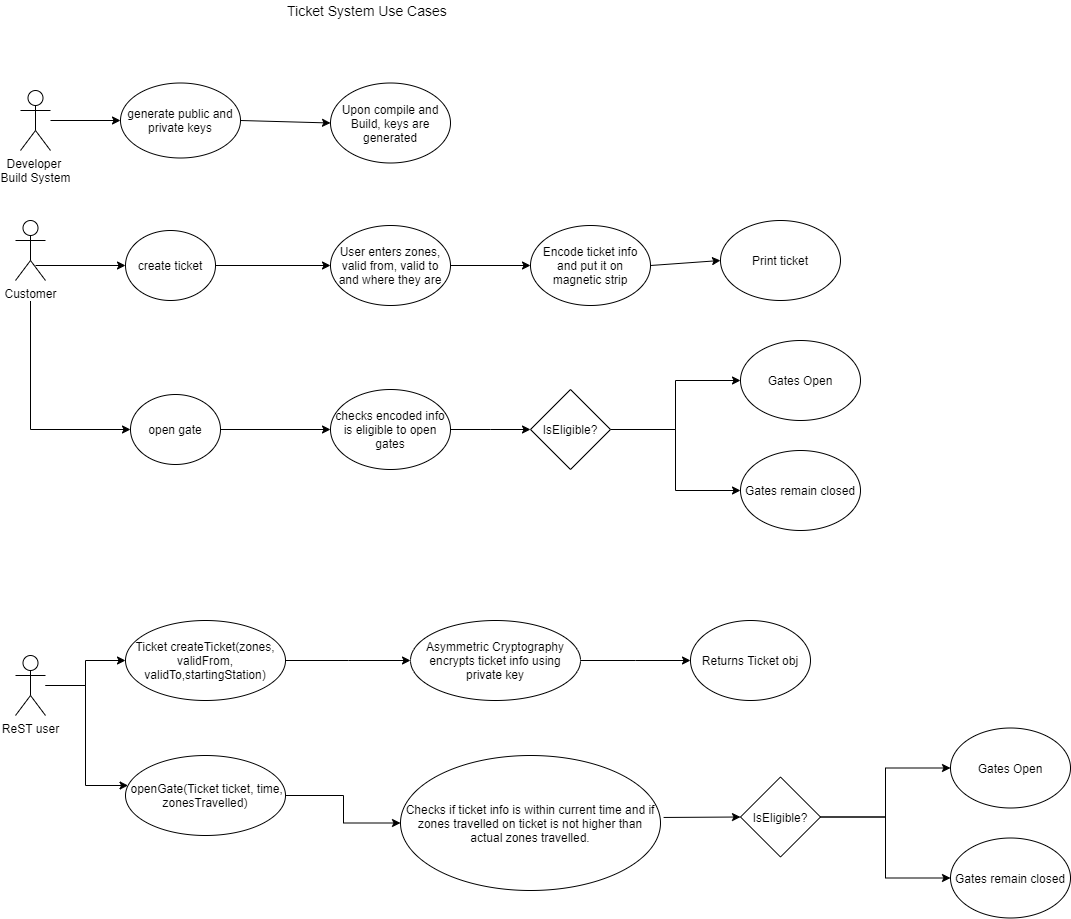 Ticket System Use Cases
generate public and
private keys
Upon compile and
Build, keys are
generated
Developer
Build System
create ticket
User enters zones,
valid from, valid to
and where they are
Encode ticket info
and put it on
magnetic strip
Print ticket
Customer
Gates Open
open gate
checks encoded info
is eligible to open
gates
IsEligible?
Gates remain closed
Ticket createTicket(zones,
validFrom,
validTo,startingStation)
Asymmetric Cryptography
encrypts ticket info using
private key
Returns Ticket obj
ReST user
openGate(Ticket ticket, time,
zonesTravelled)
Checks if ticket info is within current time and if
zones travelled on ticket is not higher than
actual zones travelled.
IsEligible?
Gates Open
Gates remain closed